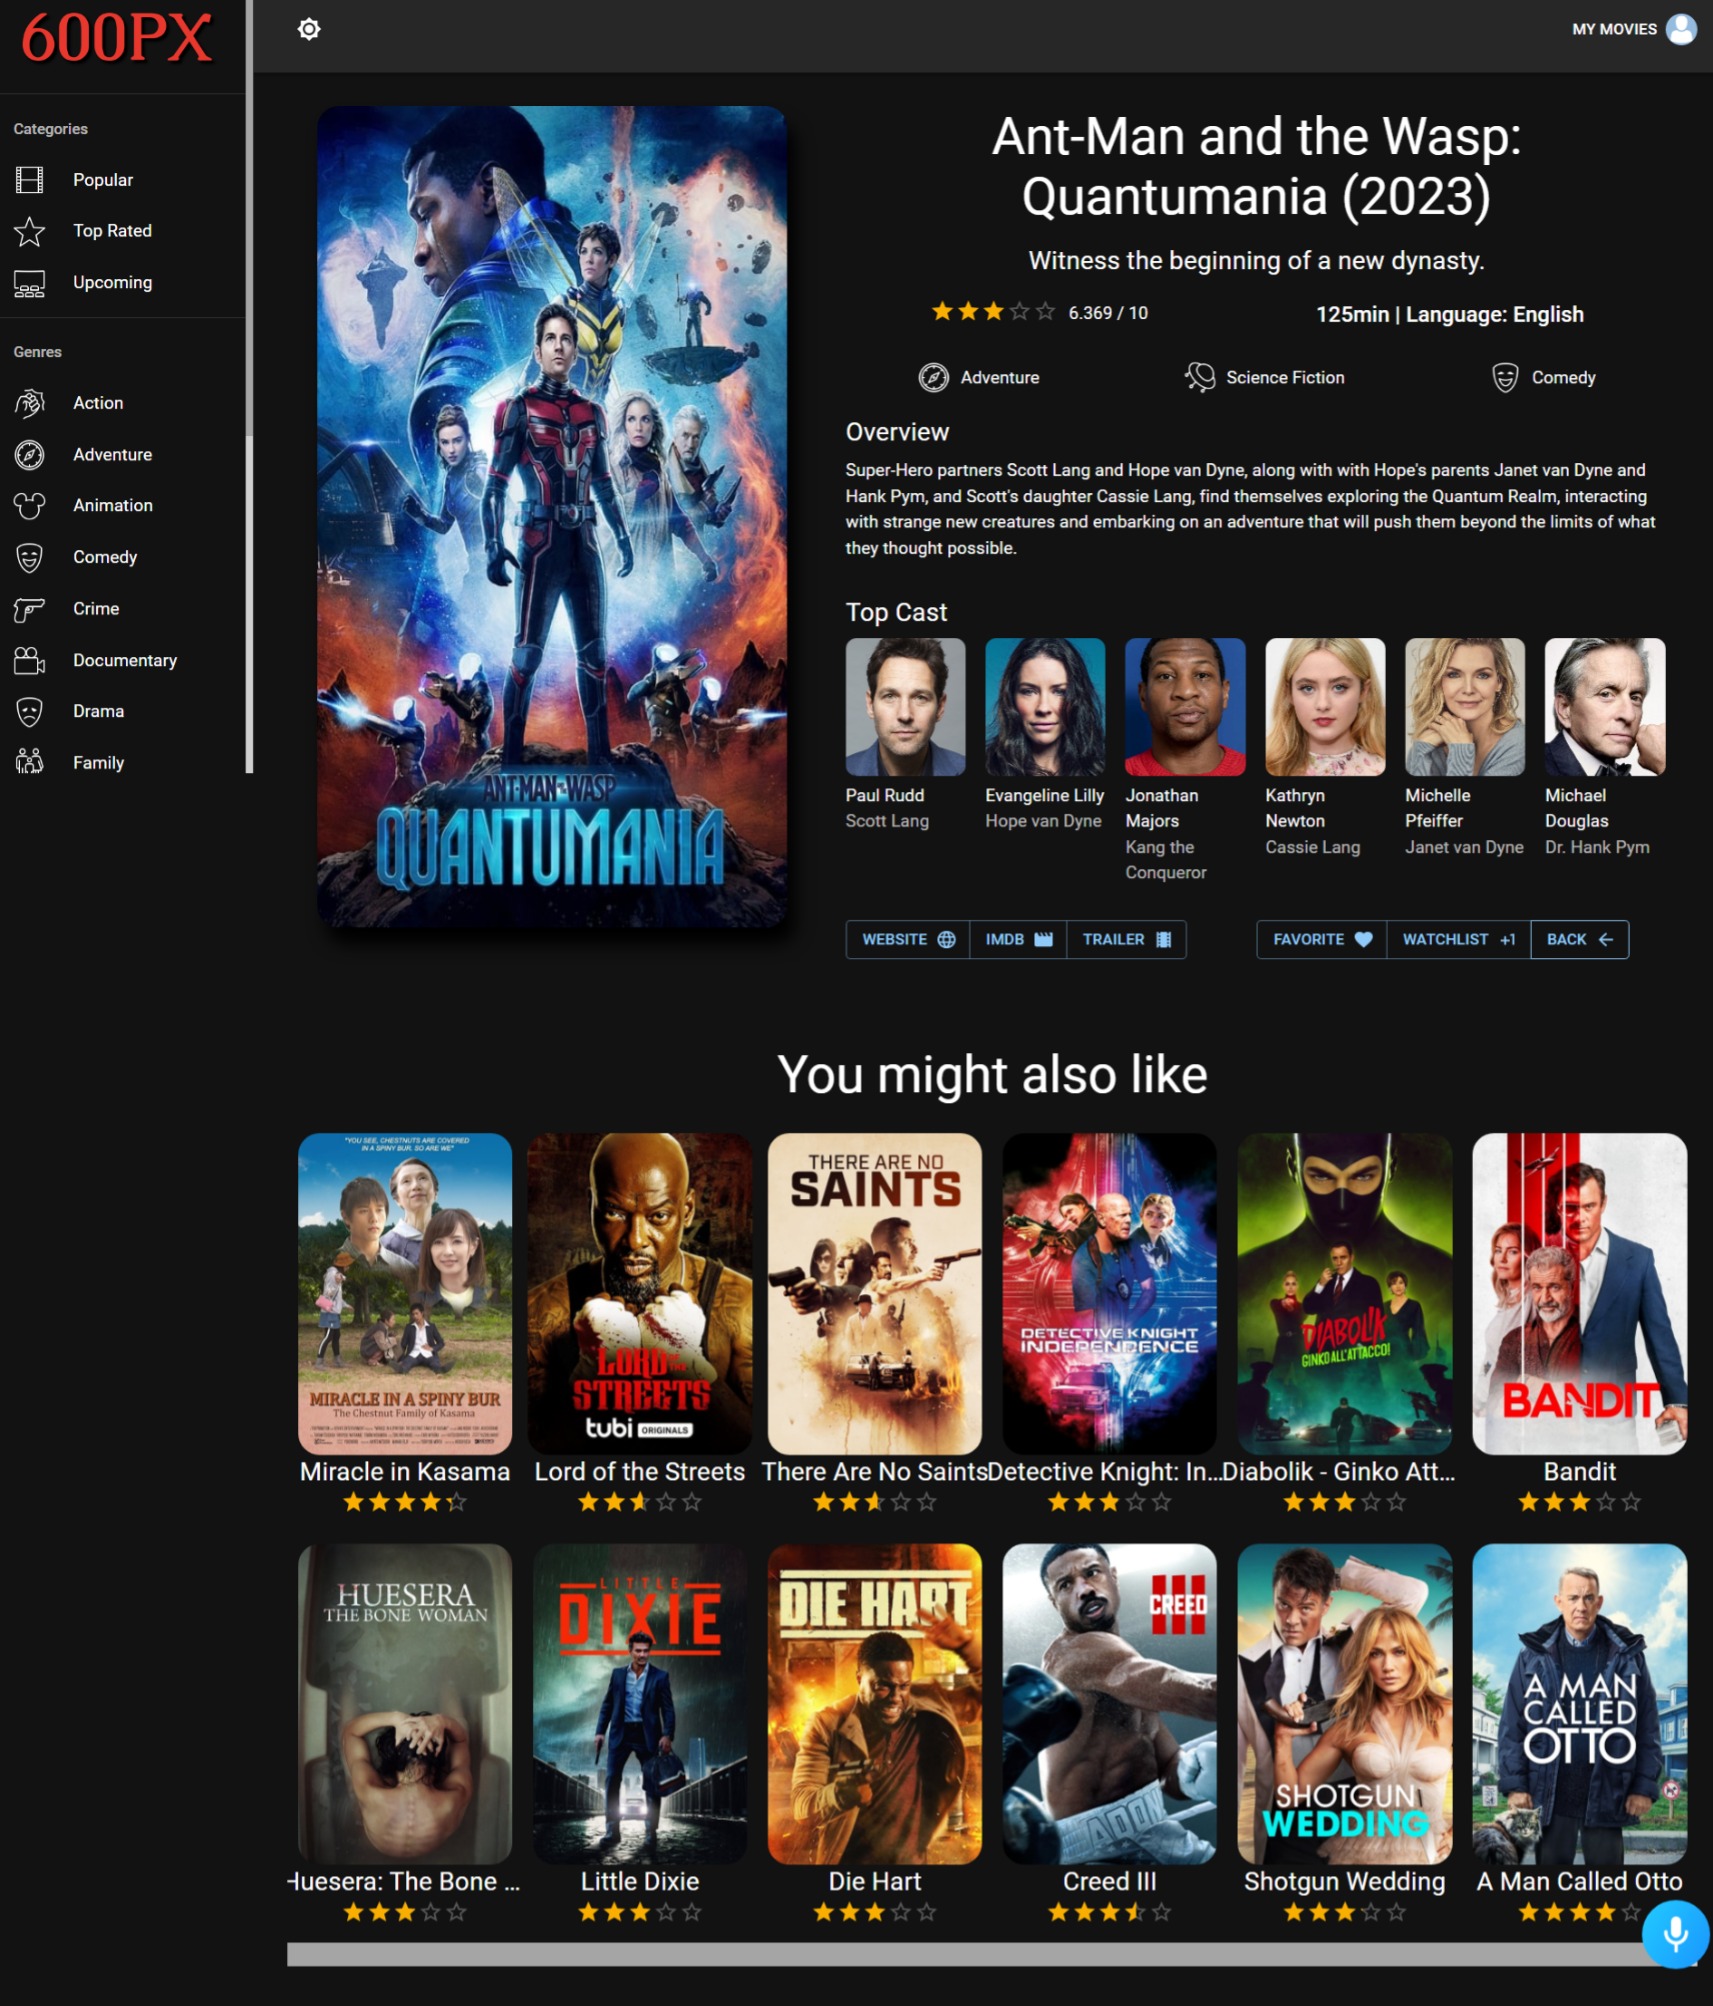 600PX
MY MOVIES
Categories
Popular
Top Rated
Upcoming
Genres
Action
Adventure
Animation
Comedy
Crime
Documentary
Drama
Family
ANT-MAN AND THE WASP
QUANTUMANIA
Ant-Man and the Wasp:
Quantumania (2023)
Witness the beginning of a new dynasty.
6.369 / 10
125min | Language: English
Adventure
Science Fiction
Comedy
Overview
Super-Hero partners Scott Lang and Hope van Dyne, along with with Hope's parents Janet van Dyne and
Hank Pym, and Scott's daughter Cassie Lang, find themselves exploring the Quantum Realm, interacting
with strange new creatures and embarking on an adventure that will push them beyond the limits of what
they thought possible.
Top Cast
Paul Rudd
Scott Lang
Evangeline Lilly
Hope van Dyne
Jonathan
Majors
Kang the
Conqueror
Kathryn
Newton
Cassie Lang
Michelle
Pfeiffer
Janet van Dyne
Michael
Douglas
Dr. Hank Pym
WEBSITE
IMDB
TRAILER
FAVORITE
WATCHLIST +1
BACK
You might also like
"YOU SEE, CHESTNUTS ARE COVERED
IN A SPINY BUR. SO ARE WE"
MIRACLE IN A SPINY BUR
The Chestnut Family of Kasama
Miracle in Kasama
LORD OF THE
STREETS
tubi ORIGINALS
Lord of the Streets
THERE ARE NO
SAINTS
There Are No Saints
DETECTIVE KNIGHT
INDEPENDENCE
Detective Knight: In...
DIABOLIK
GINKO ALL'ATTACCO!
Diabolik - Ginko Att...
BANDIT
Bandit
HUESERA
THE BONE WOMAN
Huesera: The Bone ...
LITTLE
DIXIE
Little Dixie
DIE HART
Die Hart
CREED
III
ADON
Creed III
SHOTGUN
WEDDING
Shotgun Wedding
A MAN
CALLED
OTTO
A Man Called Otto